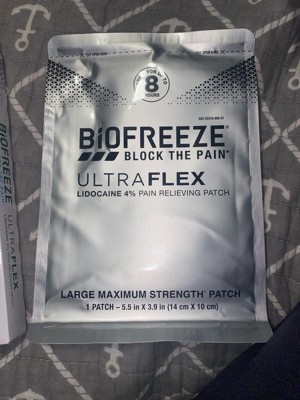 FOR UP TO
8
HOURS
BIOFREEZE®
BLOCK THE PAIN*
ULTRAFLEX
LIDOCAINE 4% PAIN RELIEVING PATCH
LARGE MAXIMUM STRENGTH† PATCH
1 PATCH – 5.5 in X 3.9 in (14 cm X 10 cm)
BIOFREEZE
ULTRAFLEX